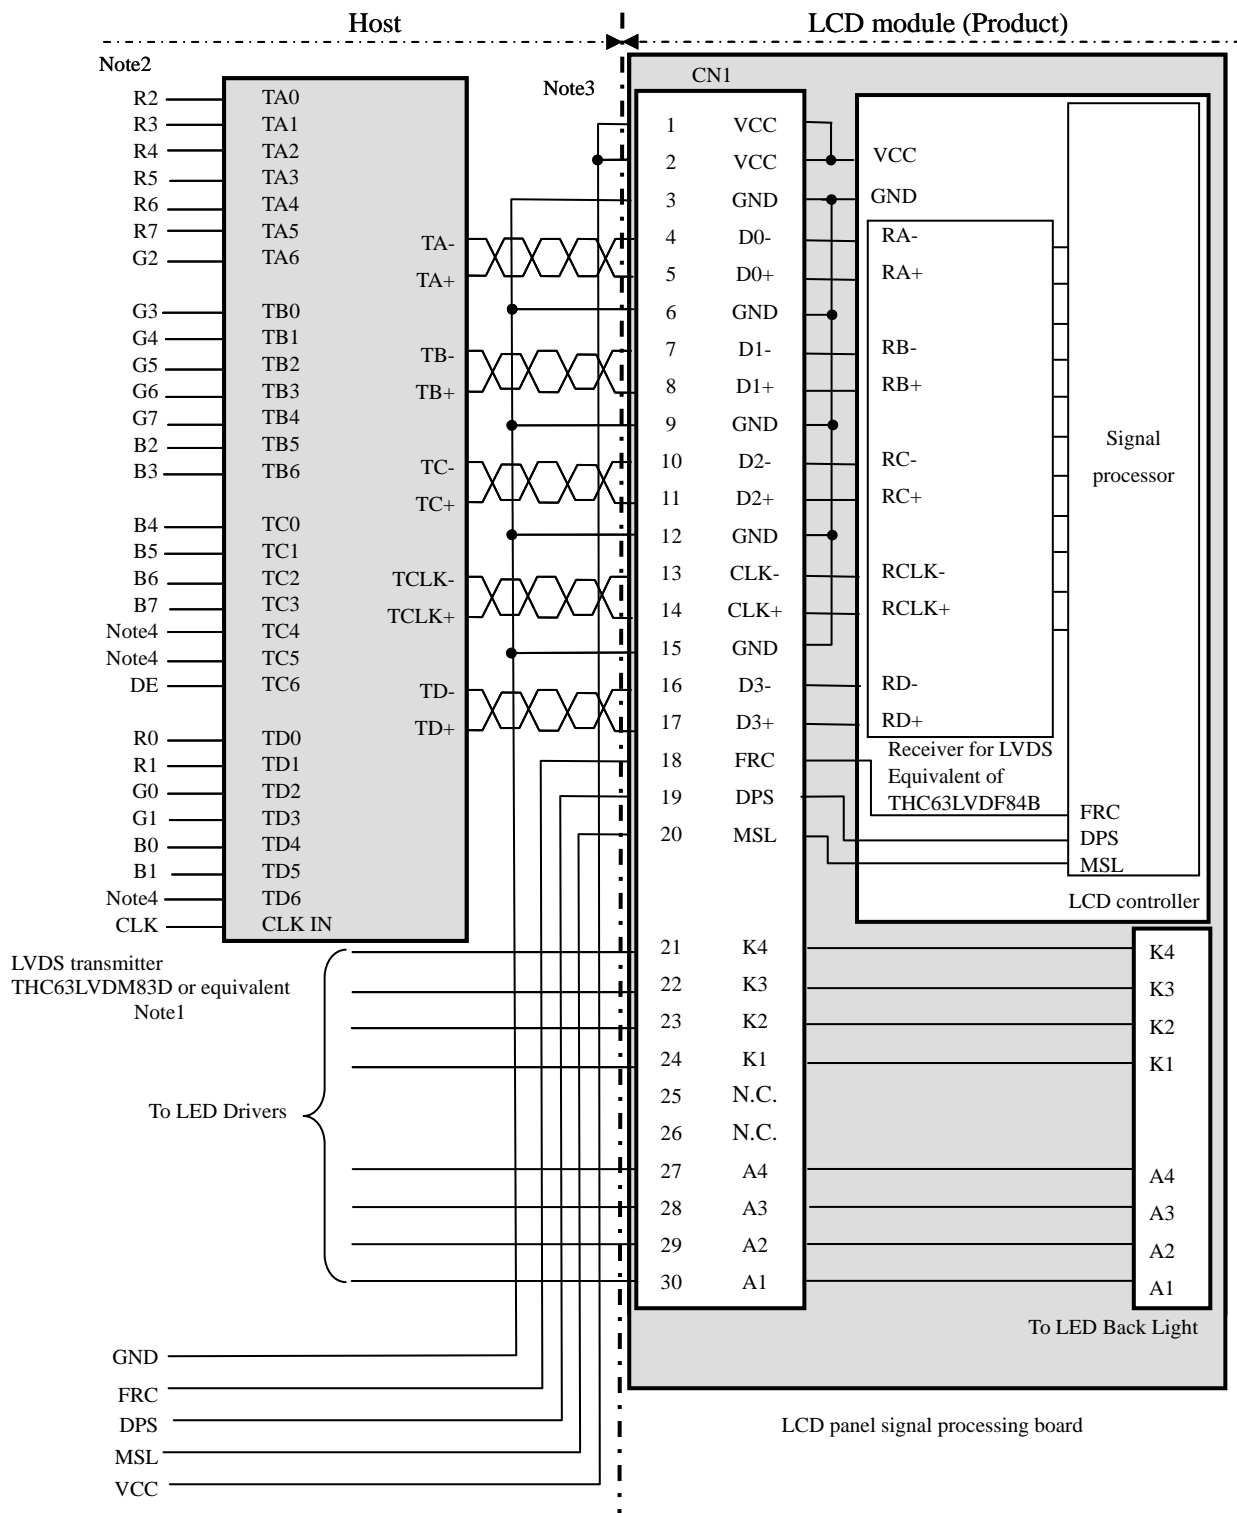 Host
LCD module (Product)
Note2
Note3
CN1
R2 TA0
R3 TA1
R4 TA2
R5 TA3
R6 TA4
R7 TA5
G2 TA6
G3 TB0
G4 TB1
G5 TB2
G6 TB3
G7 TB4
B2 TB5
B3 TB6
B4 TC0
B5 TC1
B6 TC2
B7 TC3
Note4 TC4
Note4 TC5
DE TC6
R0 TD0
R1 TD1
G0 TD2
G1 TD3
B0 TD4
B1 TD5
Note4 TD6
CLK CLK IN
TA-
TA+
TB-
TB+
TC-
TC+
TCLK-
TCLK+
TD-
TD+
LVDS transmitter
THC63LVDM83D or equivalent
Note1
To LED Drivers
GND
FRC
DPS
MSL
VCC
1 VCC
2 VCC
3 GND
4 D0-
5 D0+
6 GND
7 D1-
8 D1+
9 GND
10 D2-
11 D2+
12 GND
13 CLK-
14 CLK+
15 GND
16 D3-
17 D3+
18 FRC
19 DPS
20 MSL
21 K4
22 K3
23 K2
24 K1
25 N.C.
26 N.C.
27 A4
28 A3
29 A2
30 A1
VCC
GND
RA-
RA+
RB-
RB+
RC-
RC+
RCLK-
RCLK+
RD-
RD+
Receiver for LVDS
Equivalent of
THC63LVDF84B
Signal
processor
FRC
DPS
MSL
LCD controller
K4
K3
K2
K1
A4
A3
A2
A1
To LED Back Light
LCD panel signal processing board